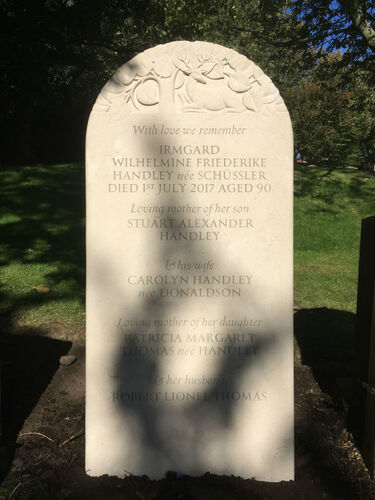 With love we remember
IRMGARD
WILHELMINE FRIEDERIKE
HANDLEY née SCHÜSSLER
DIED 1ST JULY 2017 AGED 90
Loving mother of her son
STUART ALEXANDER
HANDLEY
& his wife
CAROLYN HANDLEY
née DONALDSON
Loving mother of her daughter
PATRICIA MARGARET
THOMAS née HANDLEY
& her husband
ROBERT LIONEL THOMAS